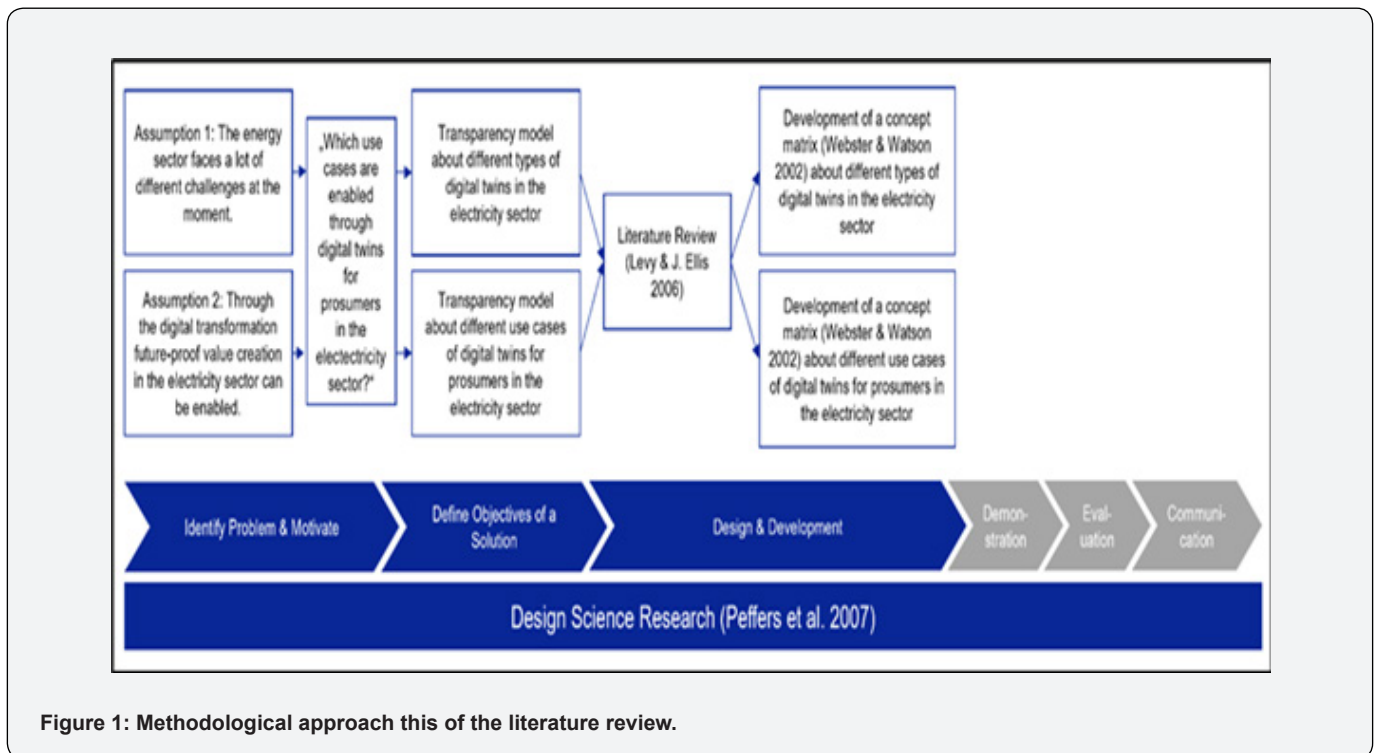 Assumption 1: The energy
sector faces a lot of
different challenges at the
moment.
Assumption 2: Through
the digital transformation
future-proof value creation
in the electricity sector can
be enabled.
„Which use
cases are
enabled
through
digital twins
for
prosumers
in the
electectricity
sector?“
Transparency model
about different types of
digital twins in the
electricity sector
Transparency model
about different use cases
of digital twins for
prosumers in the
electricity sector
Literature Review
(Levy & J. Ellis
2006)
Development of a concept
matrix (Webster & Watson
2002) about different types of
digital twins in the electricity
sector
Development of a concept
matrix (Webster & Watson
2002) about different use cases
of digital twins for prosumers in
the electricity sector
Identify Problem & Motivate
Define Objectives of a
Solution
Design & Development
Demon-
stration
Eval-
uation
Communi-
cation
Design Science Research (Peffers et al. 2007)
Figure 1: Methodological approach this of the literature review.